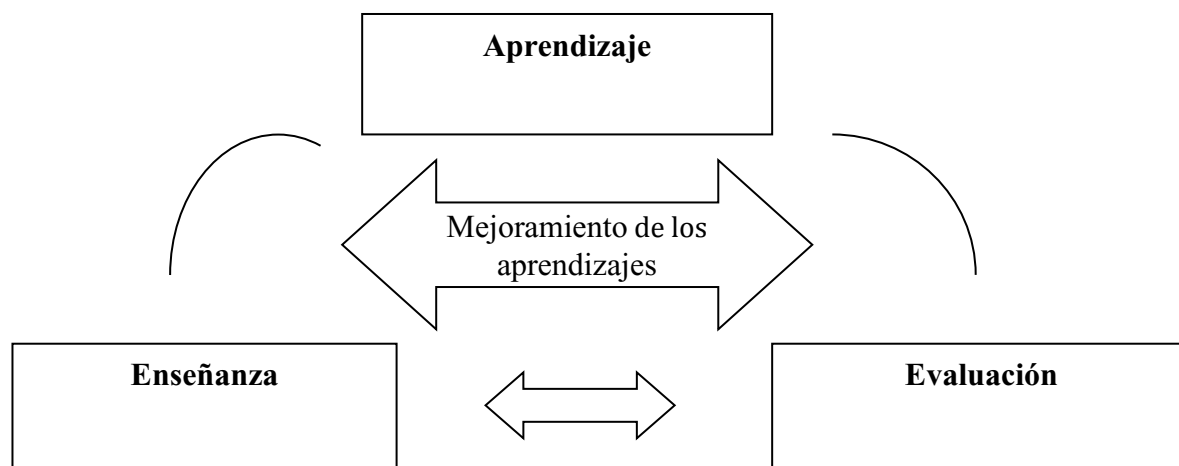 Aprendizaje
Mejoramiento de los
aprendizajes
Enseñanza
Evaluación